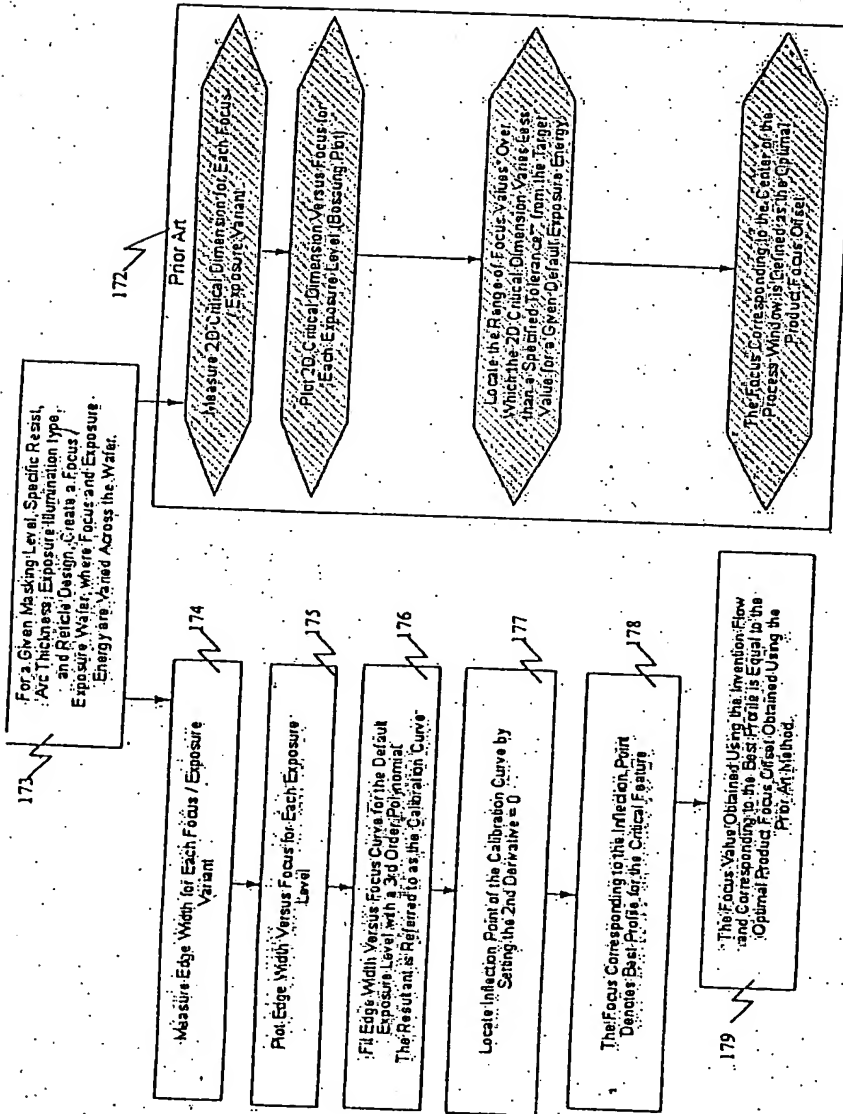 173
For a Given Masking Level, Specific Resist,
Arc Thickness, Exposure Illumination Type,
and Reticle Design, Create a Focus /
Exposure Wafer, where Focus and Exposure
Energy are Varied Across the Wafer.
174
Measure Edge Width for Each Focus / Exposure
Variant
175
Plot Edge Width Versus Focus for Each Exposure
Level
176
Fit Edge Width Versus Focus Curve for the Default
Exposure Level with a 3rd Order Polynomial
The Resultant is Referred to as the Calibration Curve
177
Locate Inflection Point of the Calibration Curve by
Setting the 2nd Derivative = 0
178
The Focus Corresponding to the Inflection Point
Denotes Best Profile for the Critical Feature
179
The Focus Value Obtained Using the Invention Flow
and Corresponding to the Best Profile is Equal to the
Optimal Product Focus Offset Obtained Using the
Prior Art Method.
172
Prior Art
Measure 2D Critical Dimension for Each Focus
/ Exposure Variant
Plot 2D Critical Dimension Versus Focus for
Each Exposure Level (Bossung Plot)
Locate the Range of Focus Values Over
Which the 2D Critical Dimension Varies Less
than a Specified Tolerance from the Target
Value for a Given Default Exposure Energy
The Focus Corresponding to the Center of the
Process Window is Defined as the Optimal
Product Focus Offset